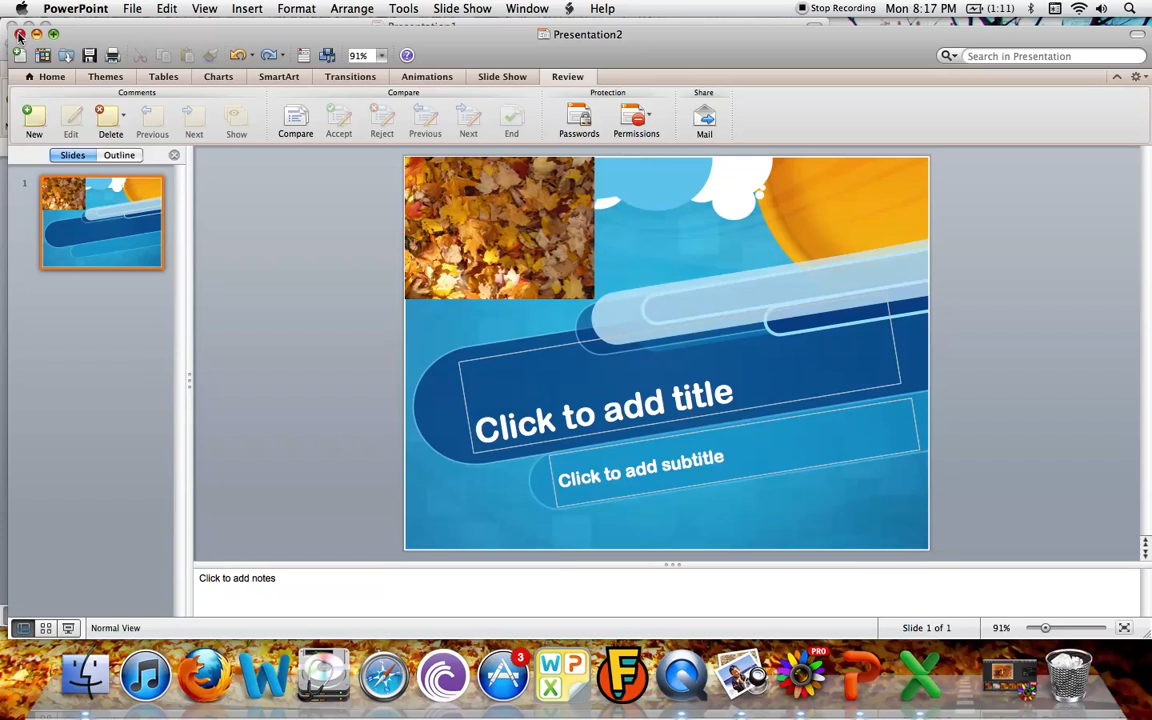 PowerPoint File Edit View Insert Format Arrange Tools Slide Show Window Help Stop Recording Mon 8:17 PM (1:11)
Presentation2
91% Search in Presentation
Home Themes Tables Charts SmartArt Transitions Animations Slide Show Review
Comments Compare Protection Share
New Edit Delete Previous Next Show Compare Accept Reject Previous Next End Passwords Permissions Mail
Slides Outline
1
Click to add title
Click to add subtitle
Click to add notes
Normal View Slide 1 of 1 91%
3
W P
X
PRO